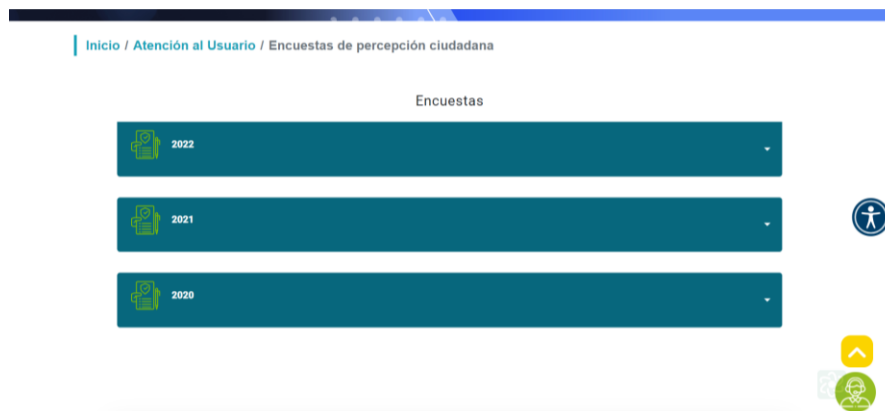 Inicio / Atención al Usuario / Encuestas de percepción ciudadana
Encuestas
2022
2021
2020